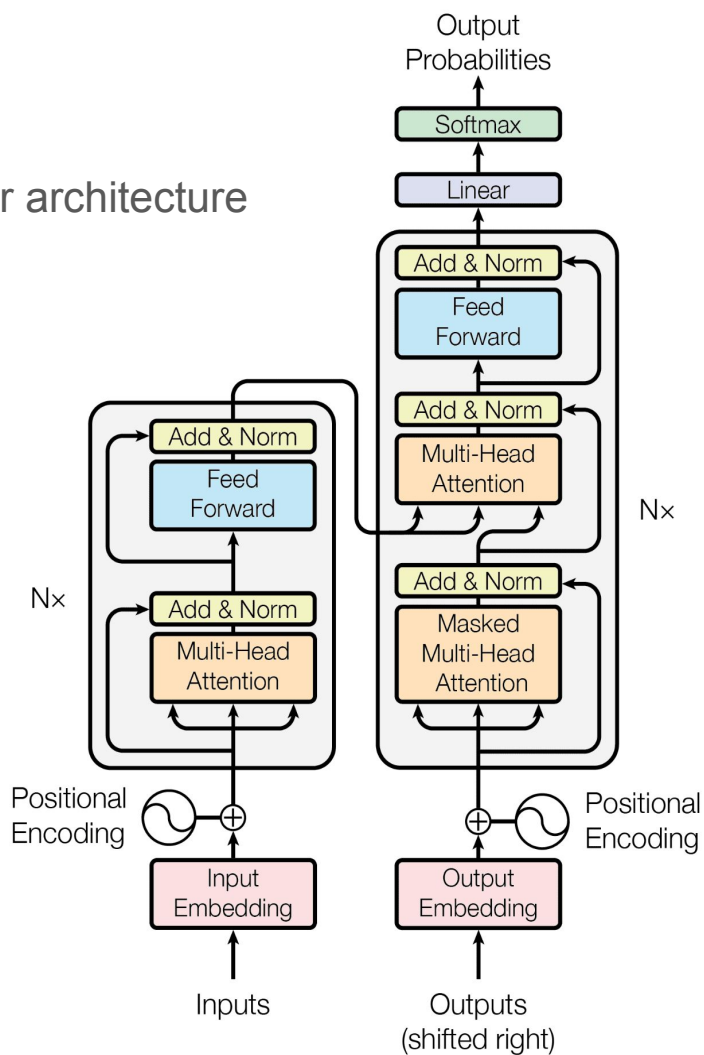 Output
Probabilities
Softmax
Linear
r architecture
Add & Norm
Feed
Forward
Add & Norm
Multi-Head
Attention
Add & Norm
Masked
Multi-Head
Attention
N×
Add & Norm
Feed
Forward
Add & Norm
Multi-Head
Attention
N×
Positional
Encoding
Positional
Encoding
Input
Embedding
Output
Embedding
Inputs
Outputs
(shifted right)